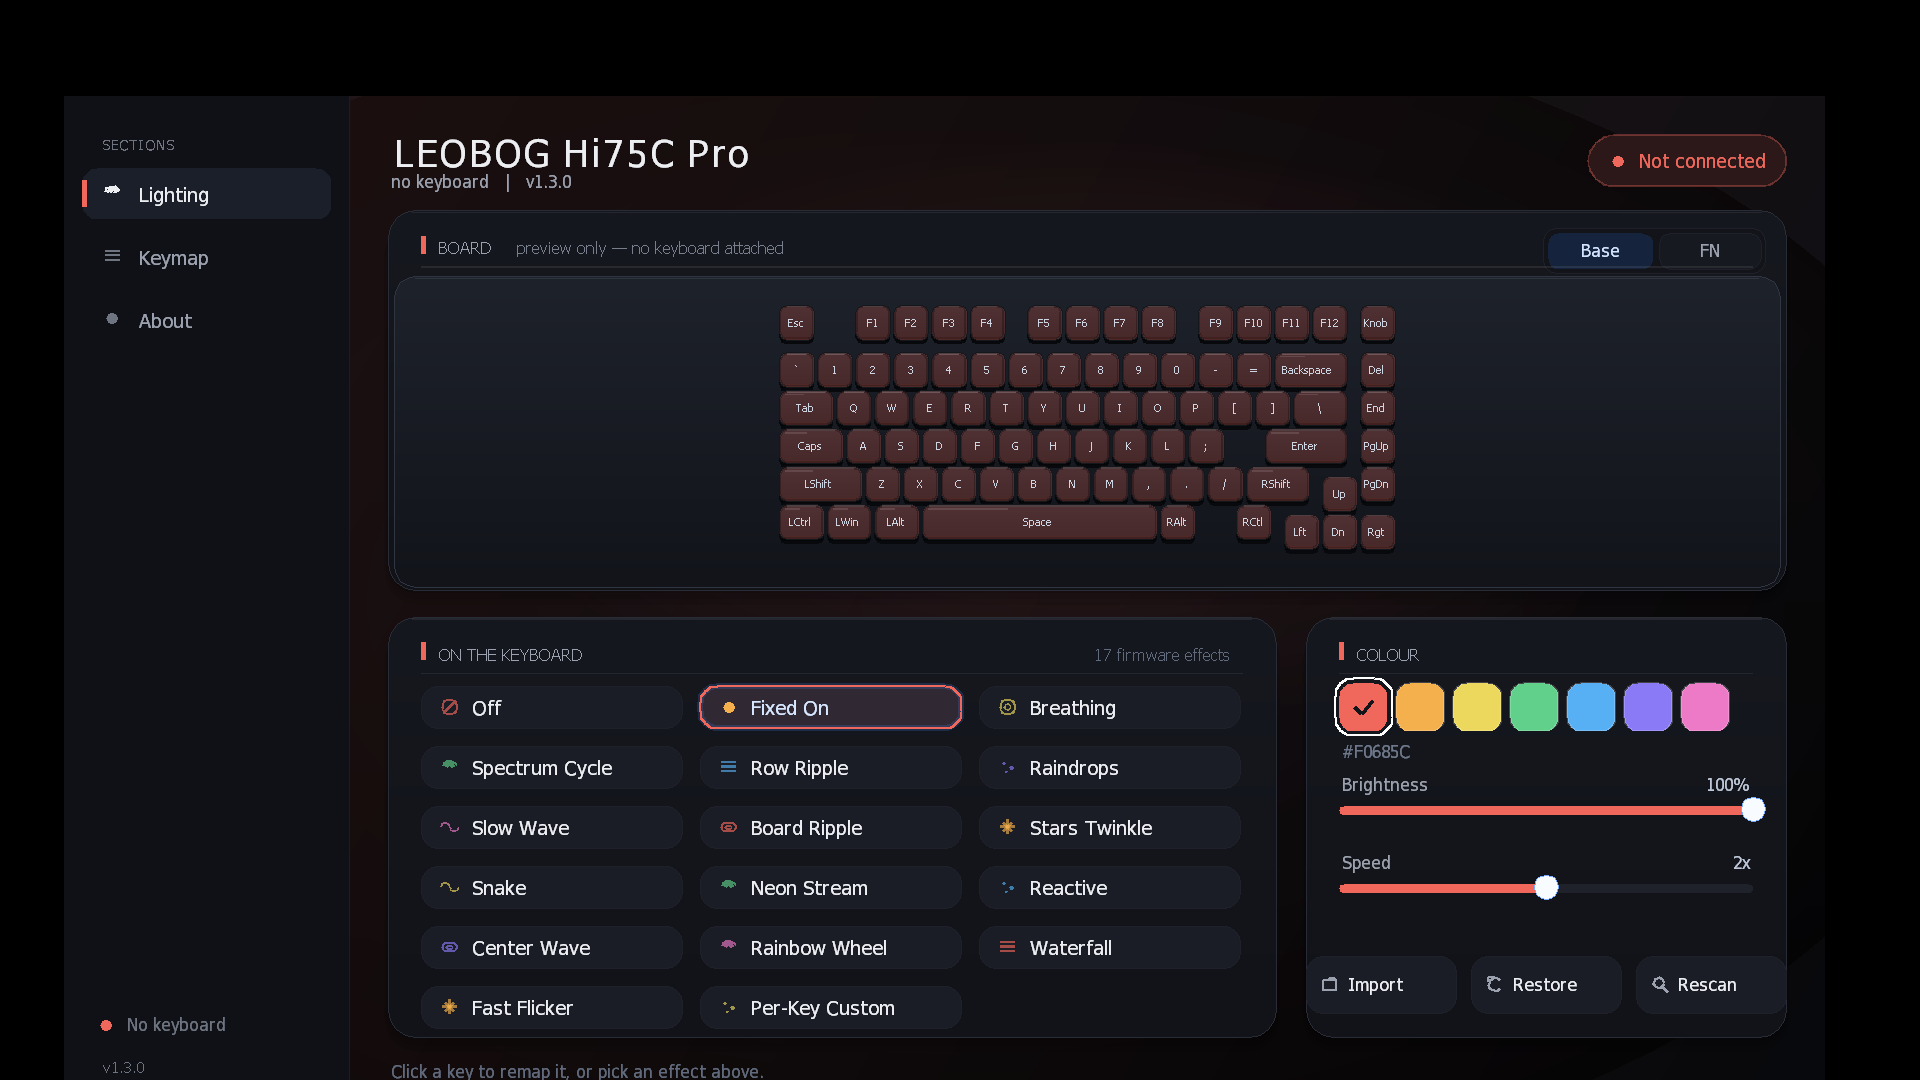 SECTIONS
Lighting
Keymap
About
No keyboard
v1.3.0
LEOBOG Hi75C Pro
no keyboard | v1.3.0
Not connected
BOARD preview only — no keyboard attached
Base FN
Esc F1 F2 F3 F4 F5 F6 F7 F8 F9 F10 F11 F12 Knob
` 1 2 3 4 5 6 7 8 9 0 - = Backspace Del
Tab Q W E R T Y U I O P [ ] \ End
Caps A S D F G H J K L ; Enter PgUp
LShift Z X C V B N M , . / RShift Up PgDn
LCtrl LWin LAlt Space RAlt RCtl Lft Dn Rgt
ON THE KEYBOARD 17 firmware effects
Off Fixed On Breathing
Spectrum Cycle Row Ripple Raindrops
Slow Wave Board Ripple Stars Twinkle
Snake Neon Stream Reactive
Center Wave Rainbow Wheel Waterfall
Fast Flicker Per-Key Custom
COLOUR
#F0685C
Brightness 100%
Speed 2x
Import Restore Rescan
Click a key to remap it, or pick an effect above.